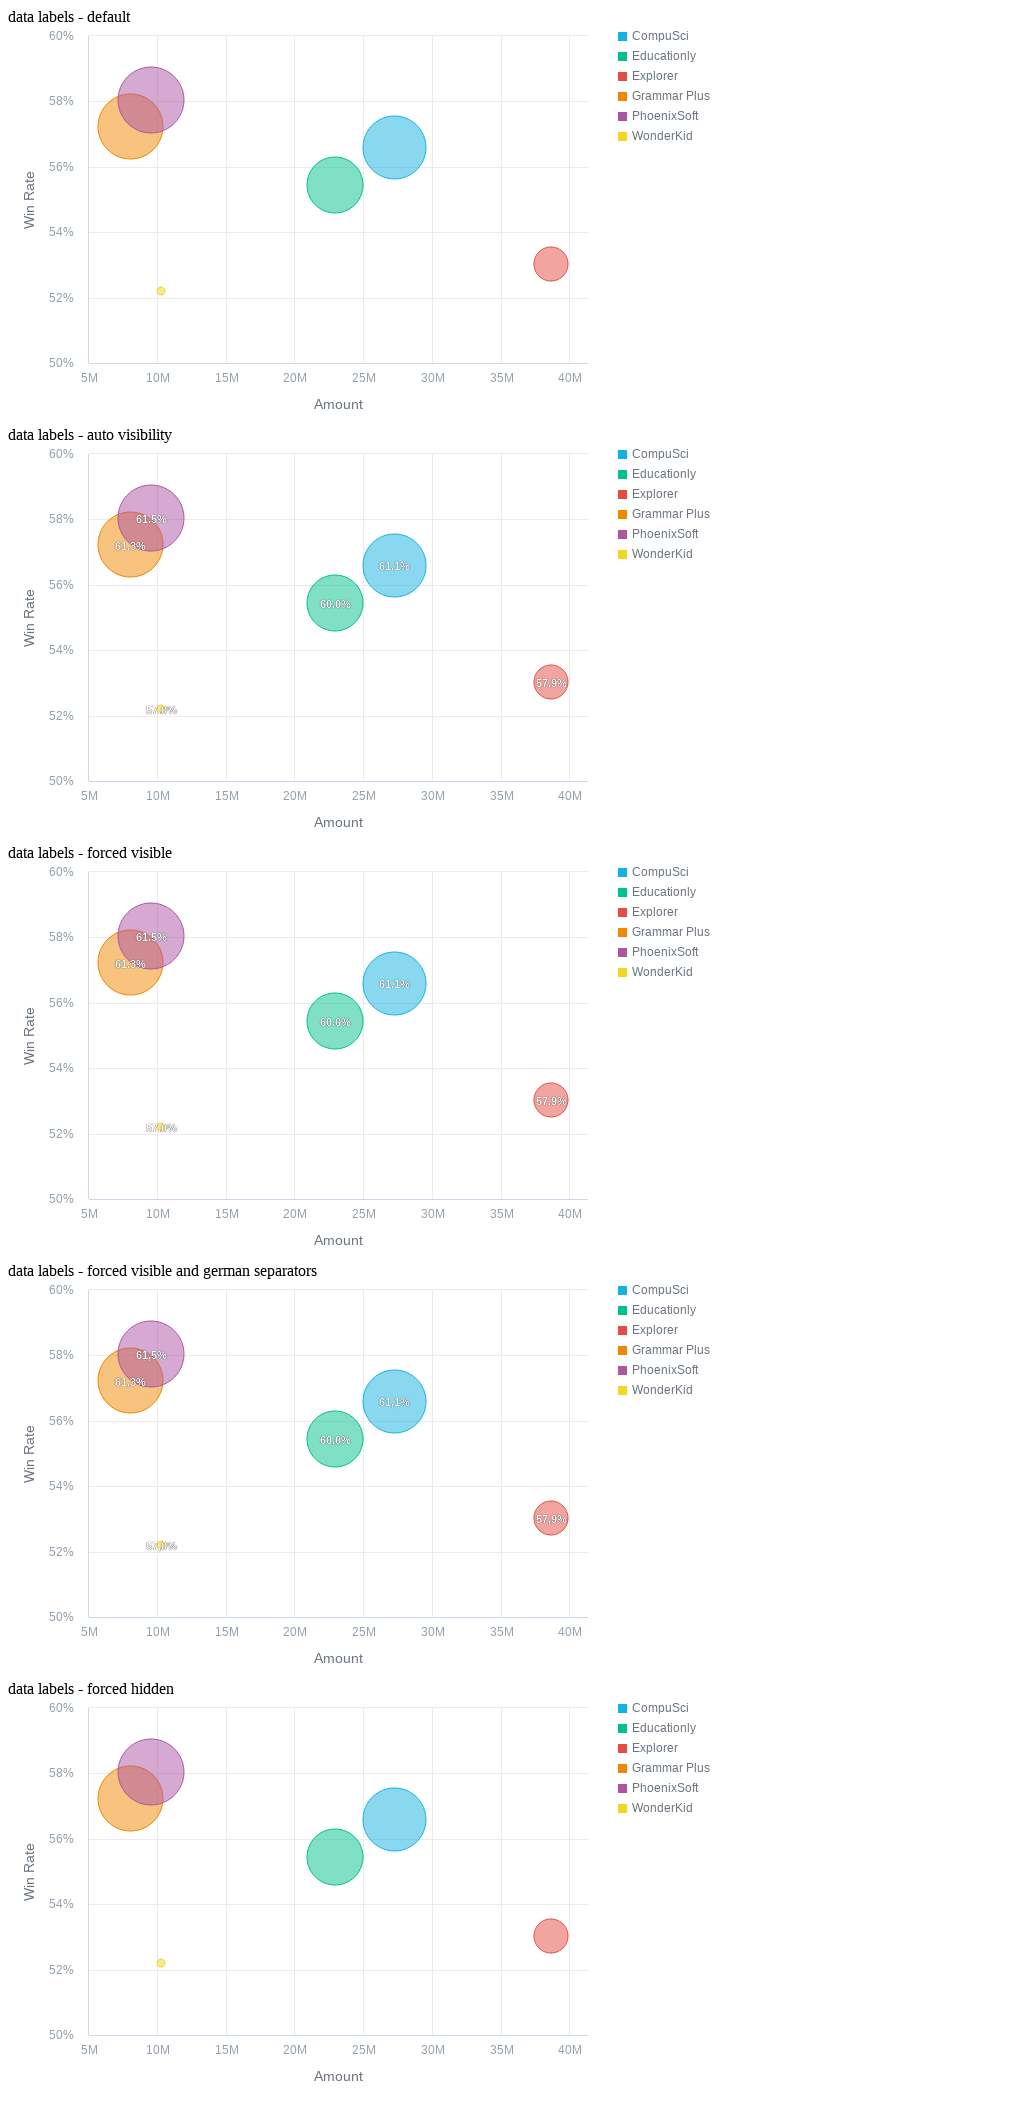 data labels - default
60%
58%
56%
54%
52%
50%
Win Rate
5M 10M 15M 20M 25M 30M 35M 40M
Amount
CompuSci
Educationly
Explorer
Grammar Plus
PhoenixSoft
WonderKid
data labels - auto visibility
60%
58%
56%
54%
52%
50%
Win Rate
61.5%
61.3%
61.1%
60.0%
57.9%
5M 10M 15M 20M 25M 30M 35M 40M
Amount
CompuSci
Educationly
Explorer
Grammar Plus
PhoenixSoft
WonderKid
data labels - forced visible
60%
58%
56%
54%
52%
50%
Win Rate
61.5%
61.3%
61.1%
60.0%
57.9%
5M 10M 15M 20M 25M 30M 35M 40M
Amount
CompuSci
Educationly
Explorer
Grammar Plus
PhoenixSoft
WonderKid
data labels - forced visible and german separators
60%
58%
56%
54%
52%
50%
Win Rate
61,5%
61,3%
61,1%
60,0%
57,9%
5M 10M 15M 20M 25M 30M 35M 40M
Amount
CompuSci
Educationly
Explorer
Grammar Plus
PhoenixSoft
WonderKid
data labels - forced hidden
60%
58%
56%
54%
52%
50%
Win Rate
5M 10M 15M 20M 25M 30M 35M 40M
Amount
CompuSci
Educationly
Explorer
Grammar Plus
PhoenixSoft
WonderKid